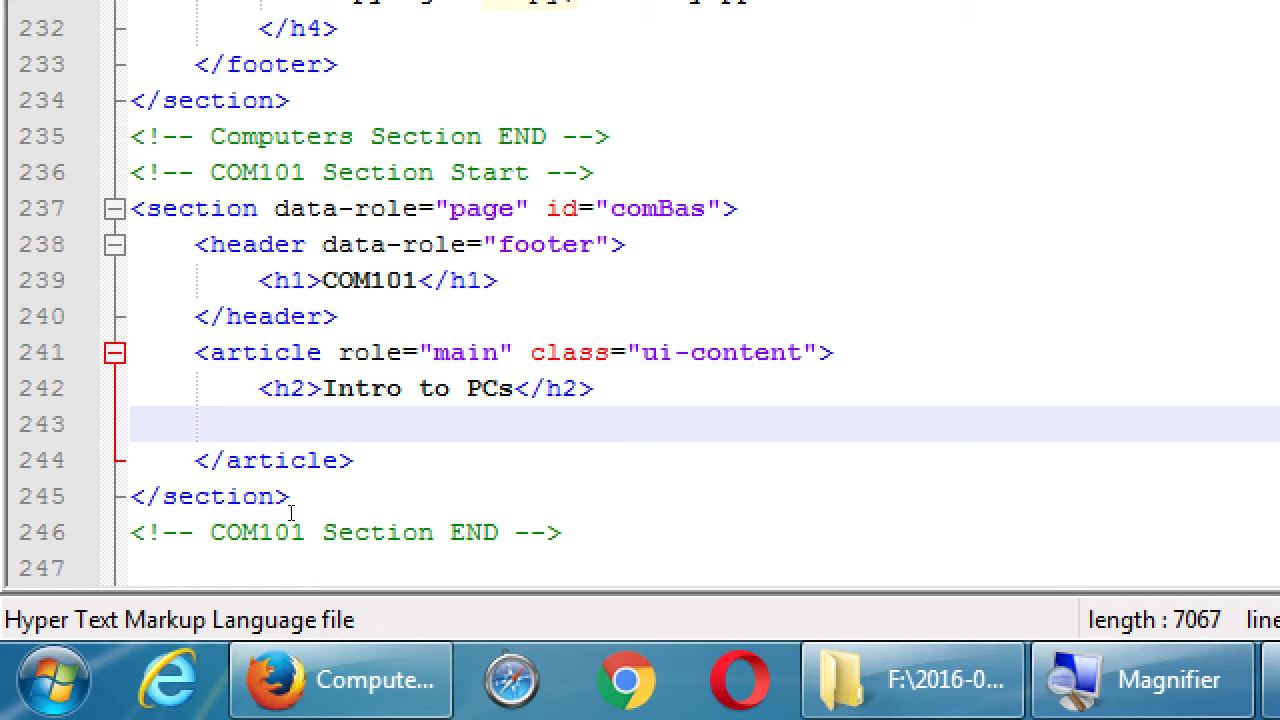 232 </h4>
233 </footer>
234 </section>
235 <!-- Computers Section END -->
236 <!-- COM101 Section Start -->
237 <section data-role="page" id="comBas">
238 <header data-role="footer">
239 <h1>COM101</h1>
240 </header>
241 <article role="main" class="ui-content">
242 <h2>Intro to PCs</h2>
243
244 </article>
245 </section>
246 <!-- COM101 Section END -->
247
Hyper Text Markup Language file length : 7067 line
Compute... F:\2016-0... Magnifier